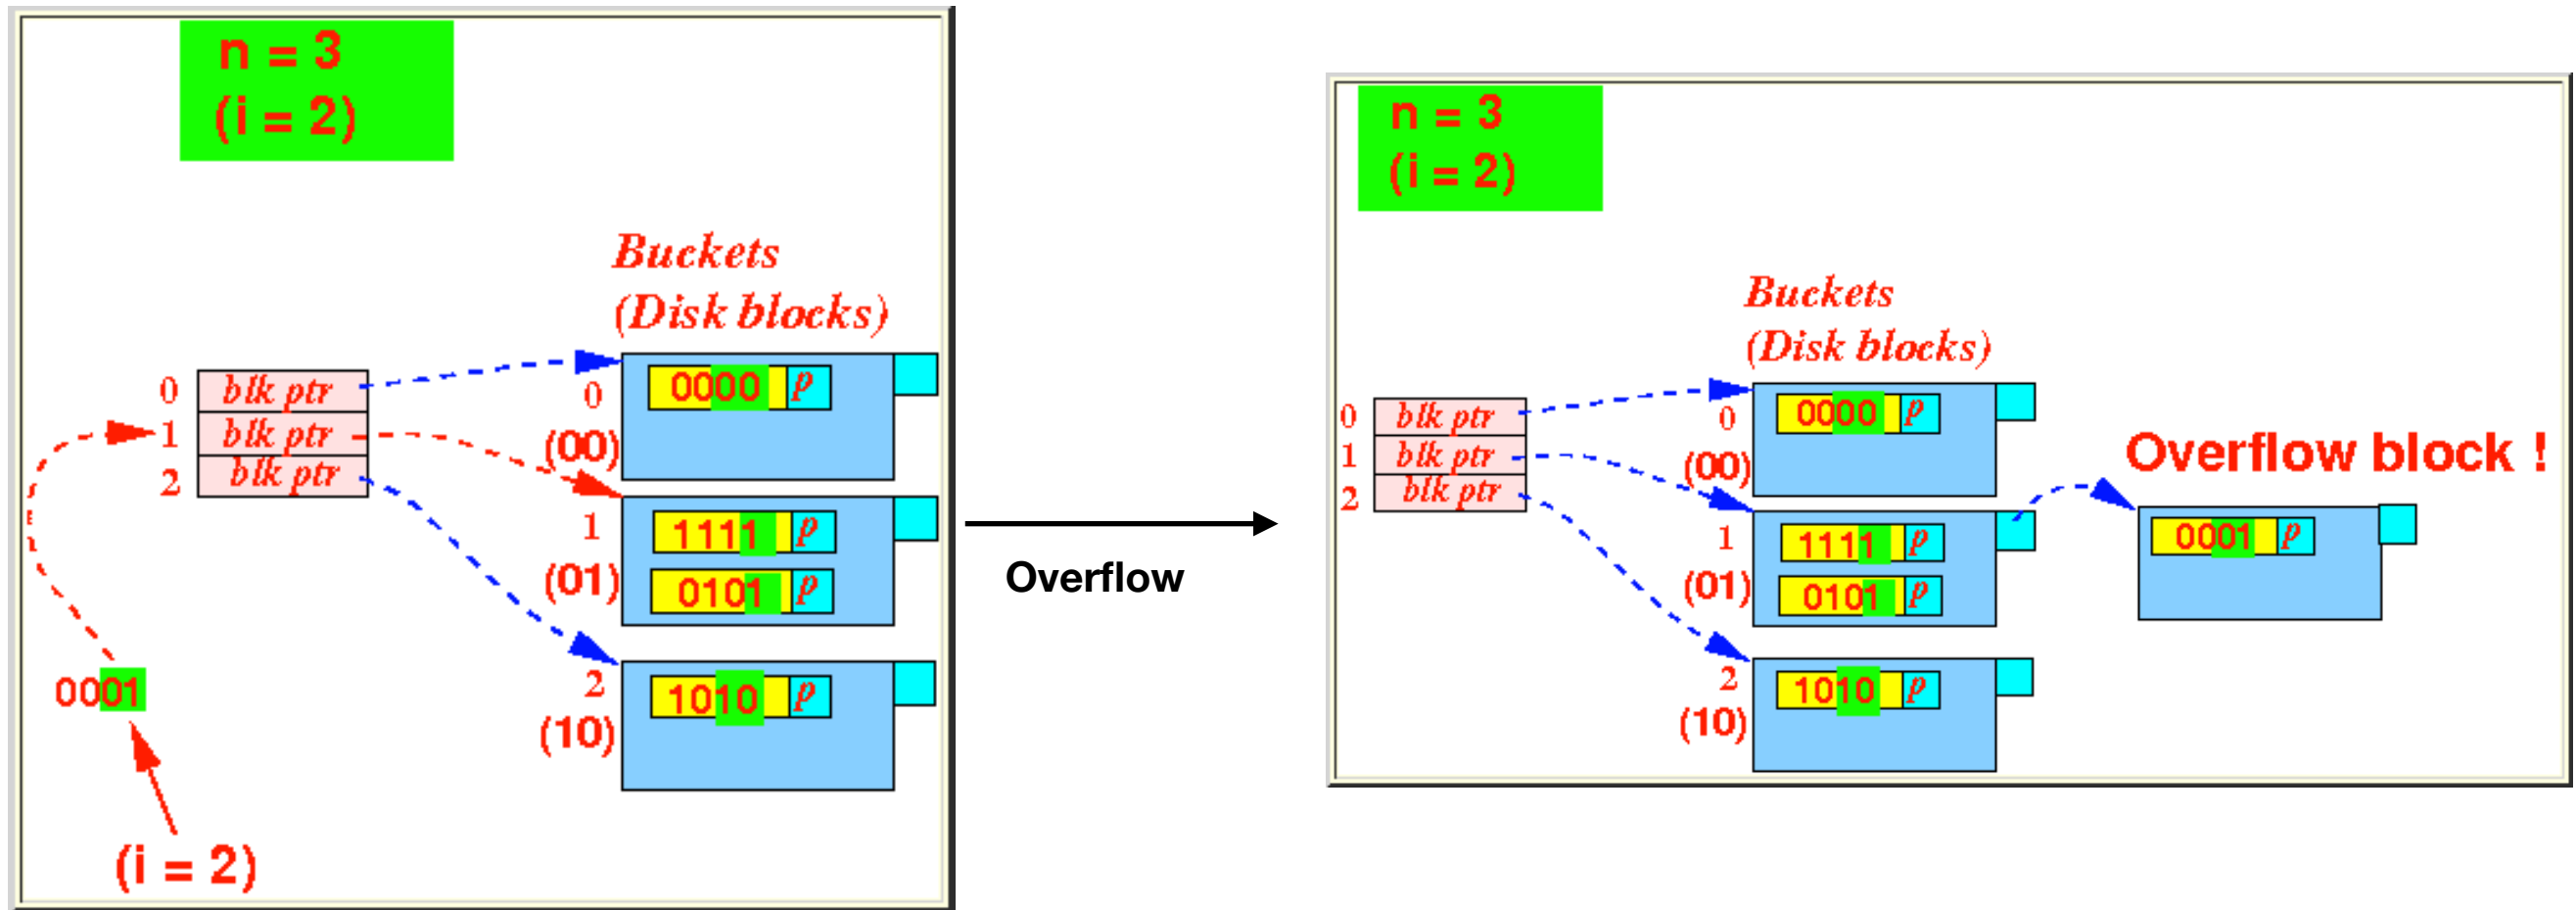 n = 3
(i = 2)
Buckets
(Disk blocks)
0 blk ptr
1 blk ptr
2 blk ptr
0 0000 p
(00)
1 1111 p
(01) 0101 p
2 1010 p
(10)
0001
(i = 2)
Overflow
n = 3
(i = 2)
Buckets
(Disk blocks)
0 blk ptr
1 blk ptr
2 blk ptr
0 0000 p
(00)
1 1111 p
(01) 0101 p
2 1010 p
(10)
Overflow block !
0001 p